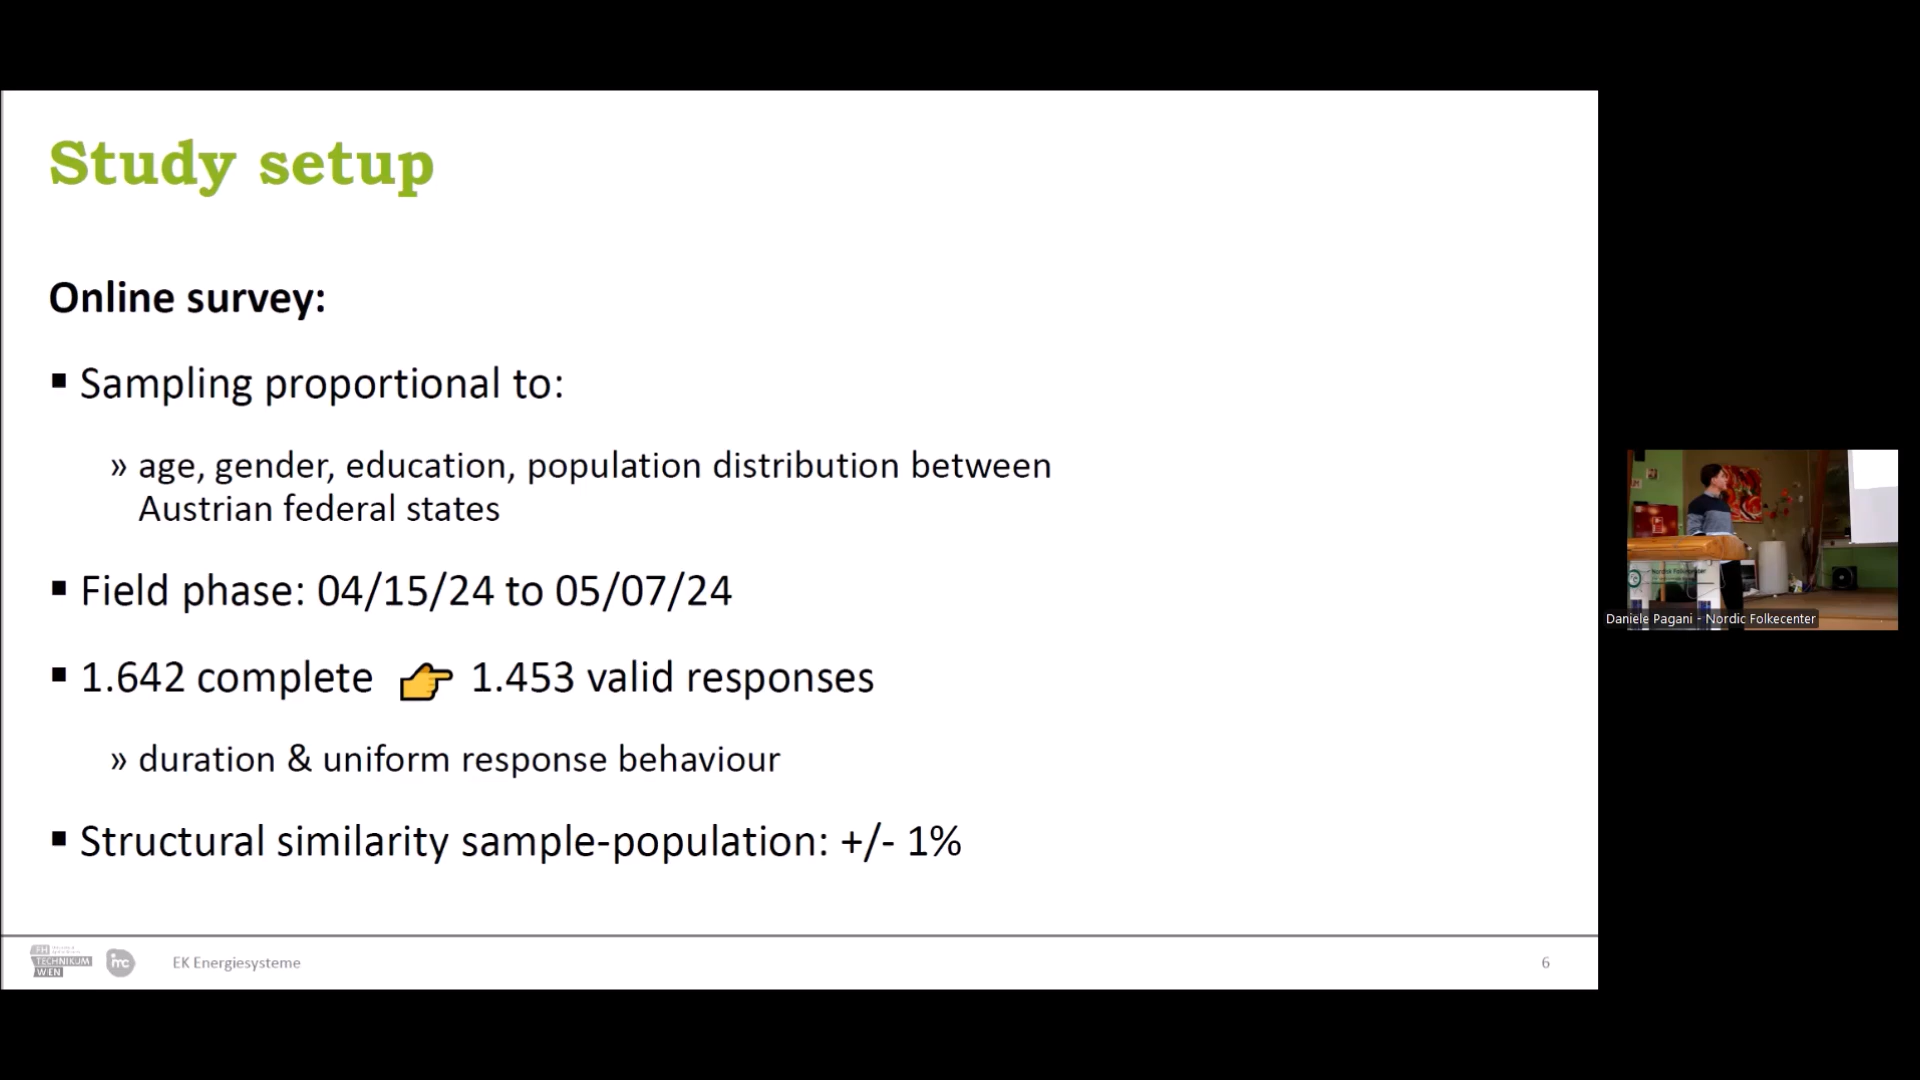 Study setup
Online survey:
▪ Sampling proportional to:
» age, gender, education, population distribution between
Austrian federal states
▪ Field phase: 04/15/24 to 05/07/24
▪ 1.642 complete 👉 1.453 valid responses
» duration & uniform response behaviour
▪ Structural similarity sample-population: +/- 1%
TECHNIKUM
WIEN
EK Energiesysteme
6
Daniele Pagani - Nordic Folkecenter